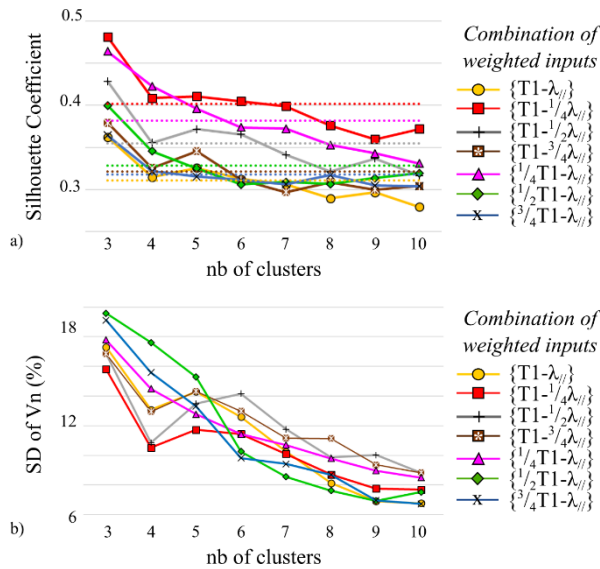 0.5
0.4
0.3
Silhouette Coefficient
3 4 5 6 7 8 9 10
nb of clusters
a)
Combination of
weighted inputs
{T1-λ//}
{T1-1/4λ//}
{T1-1/2λ//}
{T1-3/4λ//}
{1/4T1-λ//}
{1/2T1-λ//}
{3/4T1-λ//}
18
12
6
SD of Vn (%)
3 4 5 6 7 8 9 10
nb of clusters
b)
Combination of
weighted inputs
{T1-λ//}
{T1-1/4λ//}
{T1-1/2λ//}
{T1-3/4λ//}
{1/4T1-λ//}
{1/2T1-λ//}
{3/4T1-λ//}